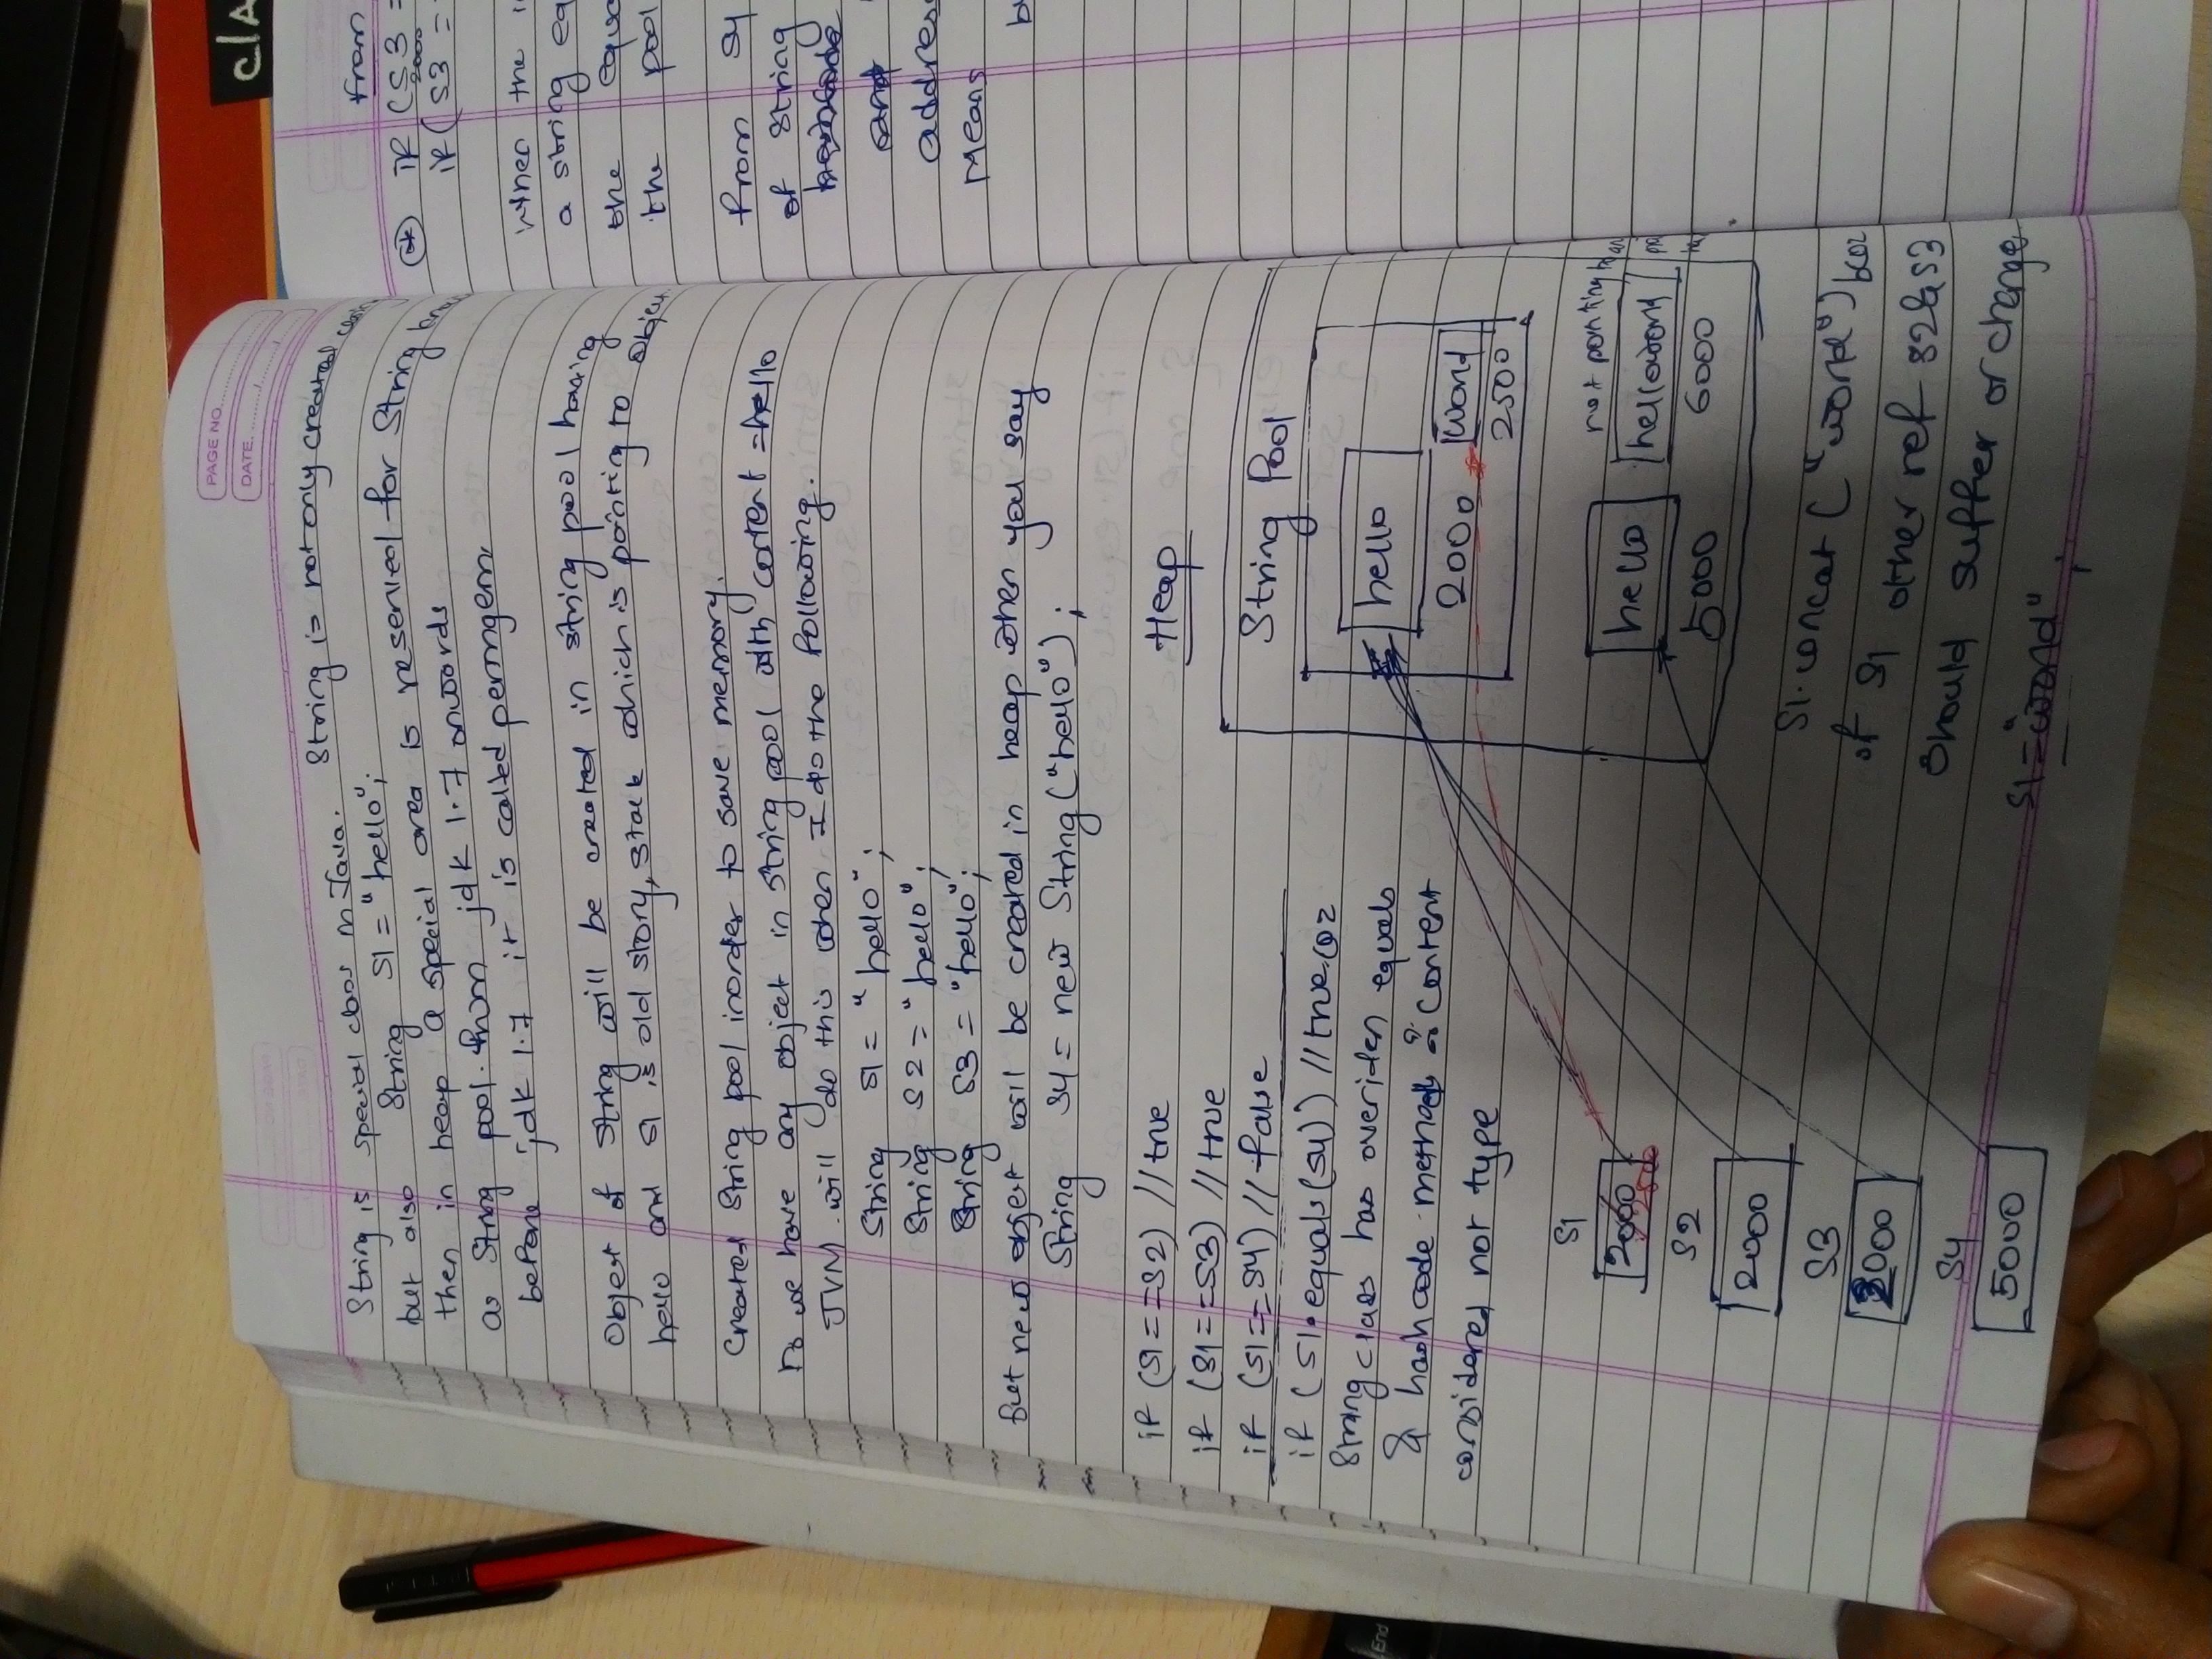 PAGE NO.
DATE.
String is special class in Java. String is not only created
but also String S1 = "hello";
then in heap a special area is reserved for String
as String pool. from jdk 1.7 onwords
before jdk 1.7 it is called permgem.
Object of string will be created in string pool having
hello and S1 is old story, stack which is pointing to object
Created String pool inorder to save memory.
Do we have any object in string pool with content = hello
JVM will do this when I do the following.
String S1 = "hello";
String S2 = "hello";
String S3 = "hello";
But new object will be created in heap when you say
String S4 = new String("hello");
if (S1==S2) //true
if (S1==S3) //true
if (S1==S4) //false
if (S1.equals(S4)) //true coz
String class has overiden equals
& hashcode methods content
considered not type
Heap
String Pool
hello
2000
world
2500
not pointing to
hello
helloworld
5000
6000
S1
2000
2500
S2
2000
S3
2000
S4
5000
S1.concat("world") bcoz
of S1 other ref S2&S3
should suffer or change
S1="world";
clA
from
if (S3 =
2000
if (S3 =
when the
a string
the
the pool
From S4
of String
hashcode
and
address
Means
End